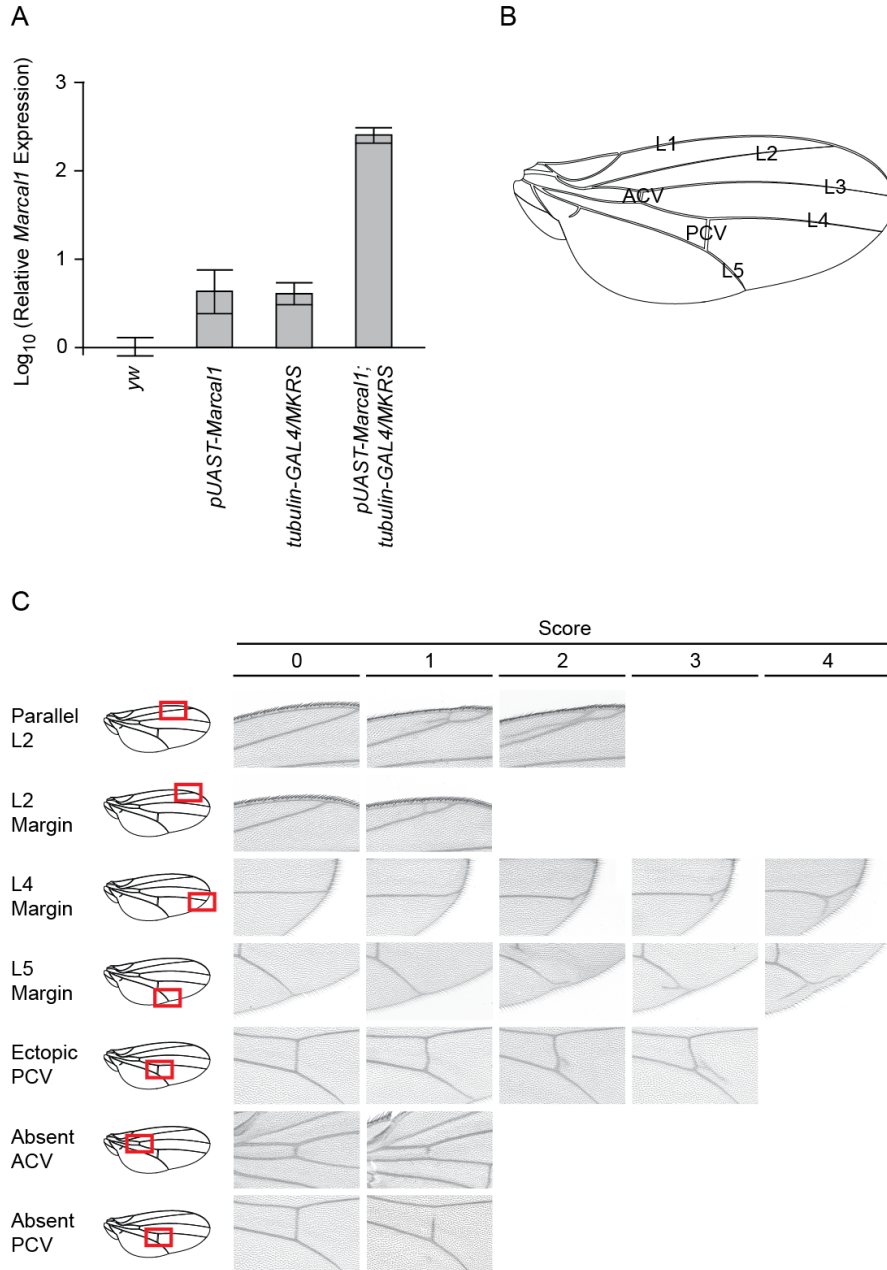 A
Log10 (Relative Marcal1 Expression)
3
2
1
0
yw
pUAST-Marcal1
tubulin-GAL4/MKRS
pUAST-Marcal1;
tubulin-GAL4/MKRS
B
L1
L2
L3
ACV
L4
PCV
L5
C
Score
0 1 2 3 4
Parallel
L2
L2
Margin
L4
Margin
L5
Margin
Ectopic
PCV
Absent
ACV
Absent
PCV